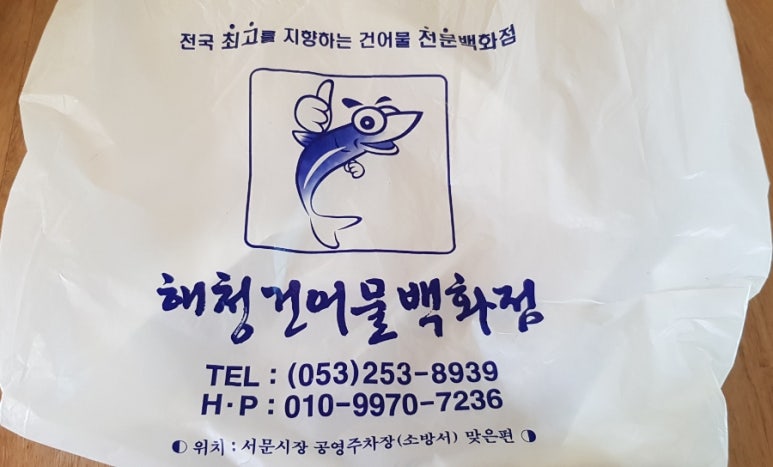 전국 최고를 지향하는 건어물 전문백화점
해청건어물백화점
TEL : (053)253-8939
H·P : 010-9970-7236
◐ 위치 : 서문시장 공영주차장(소방서) 맞은편 ◑